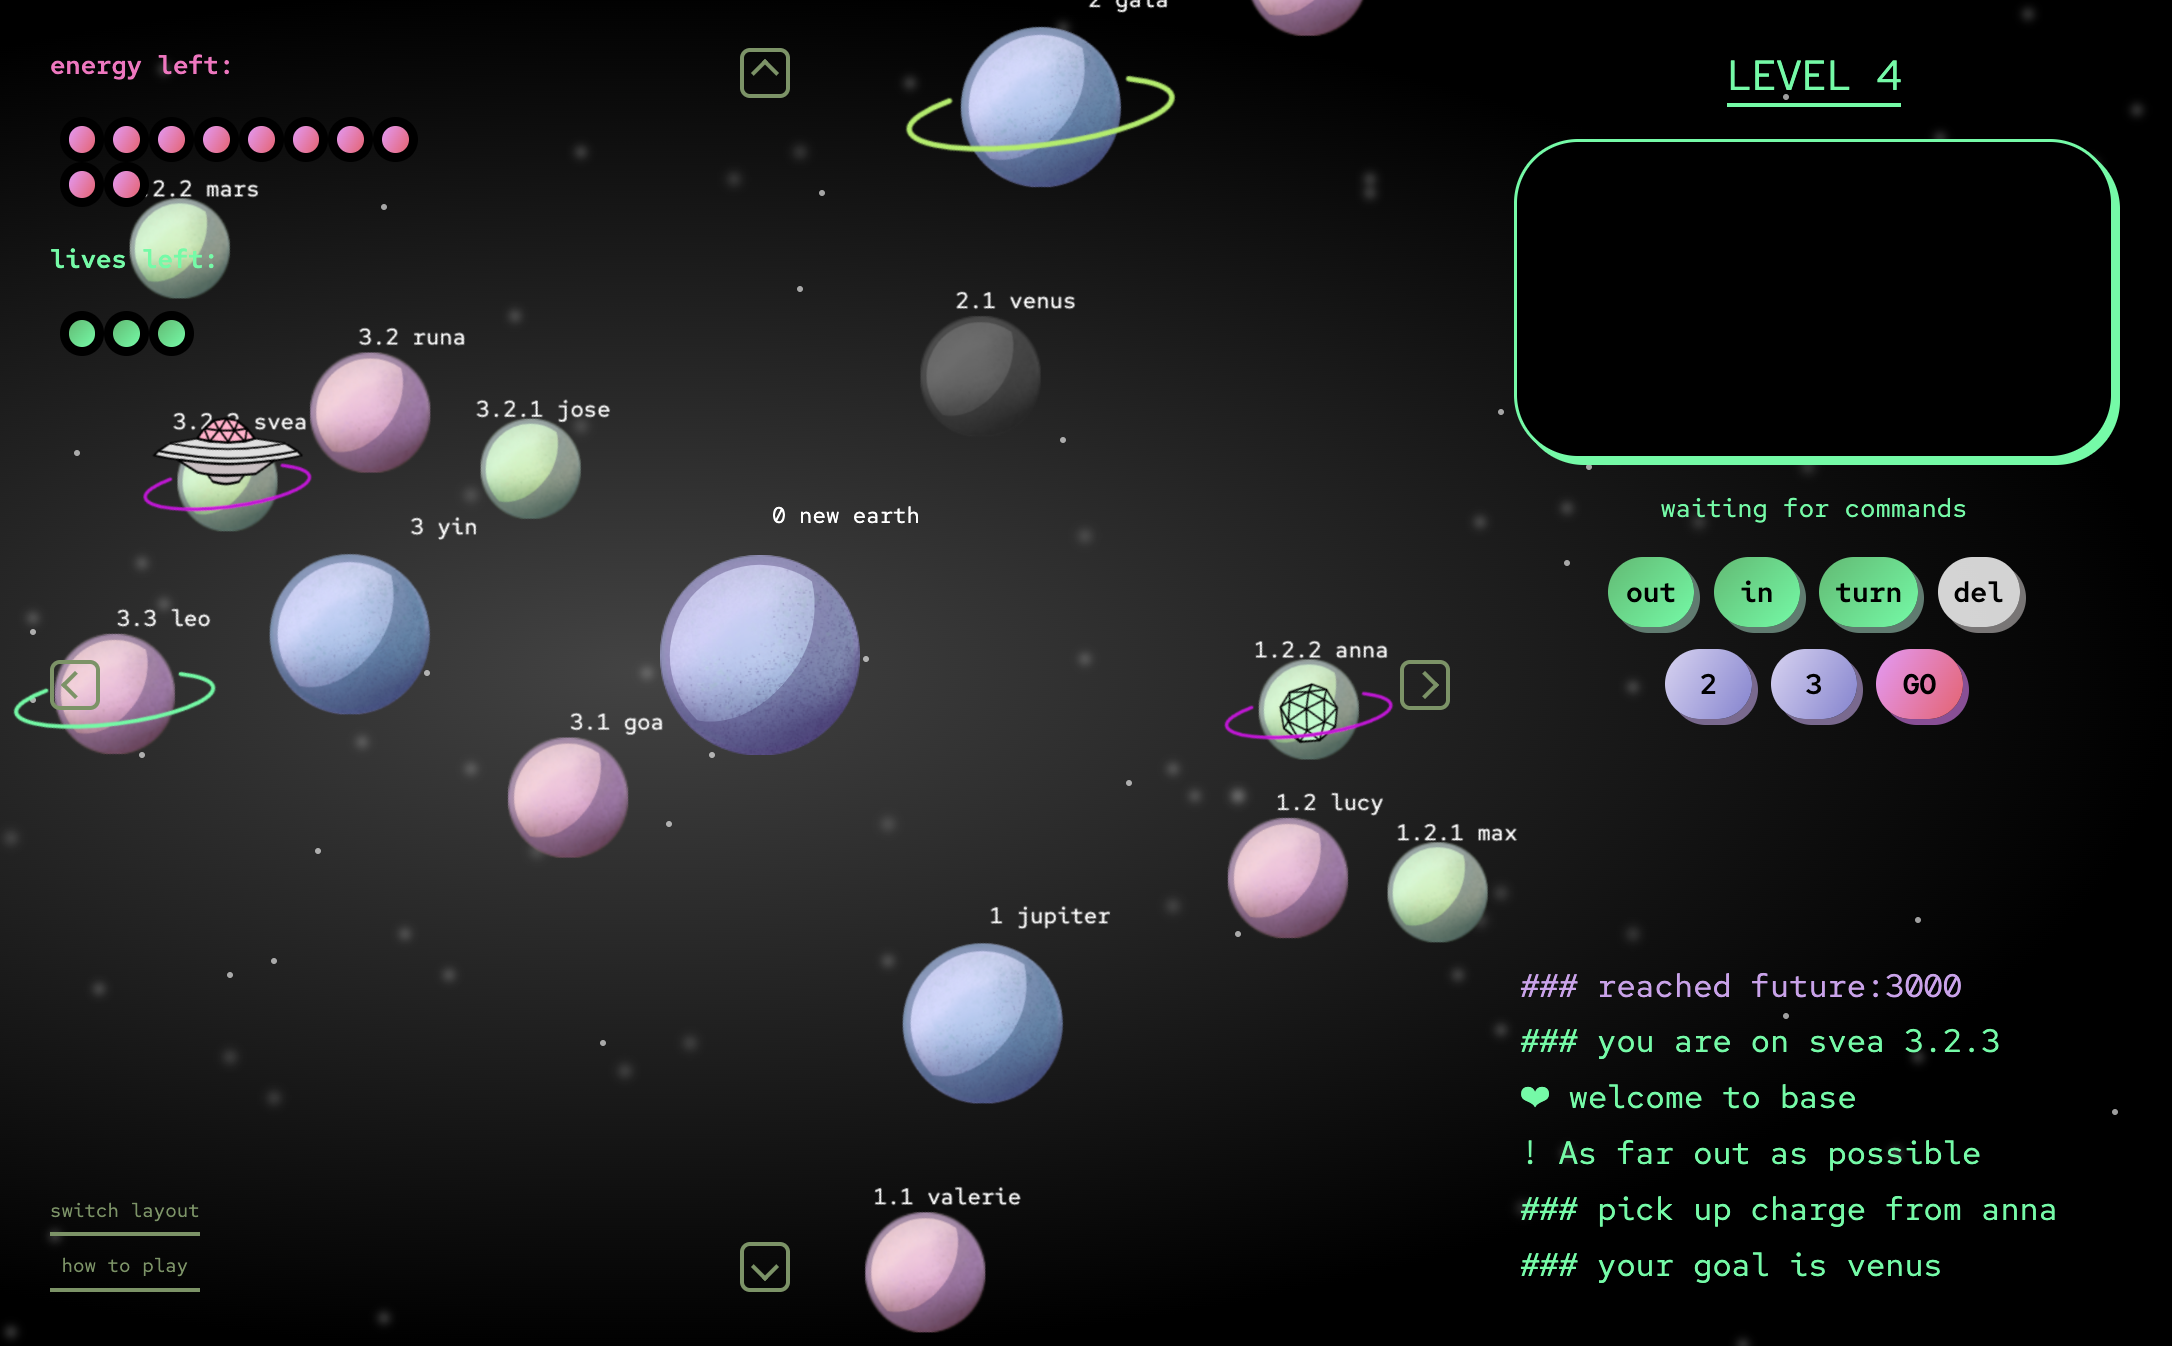 energy left:
lives left:
2.2 mars
3.2 runa
3.2.1 jose
svea
3 yin
3.3 leo
3.1 goa
0 new earth
2.1 venus
1.2.2 anna
1.2 lucy
1.2.1 max
1 jupiter
1.1 valerie
switch layout
how to play
LEVEL 4
waiting for commands
out in turn del
2 3 GO
### reached future:3000
### you are on svea 3.2.3
❤ welcome to base
! As far out as possible
### pick up charge from anna
### your goal is venus